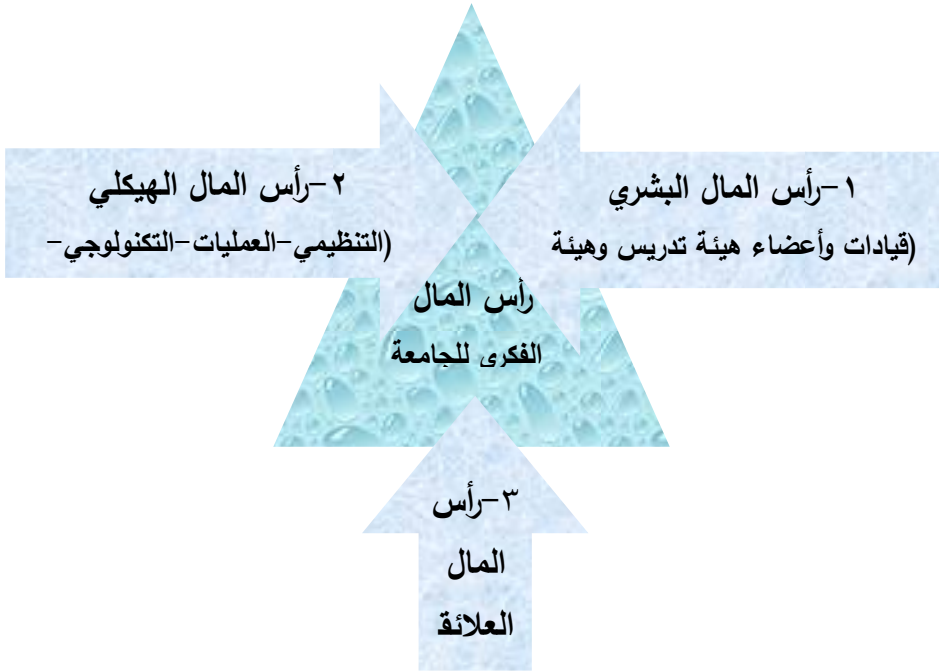 ١-رأس المال البشري
(قيادات وأعضاء هيئة تدريس وهيئة
٢-رأس المال الهيكلي
(التنظيمي-العمليات-التكنولوجي-
رأس المال
الفكري للجامعة
٣-رأس
المال
العلائق